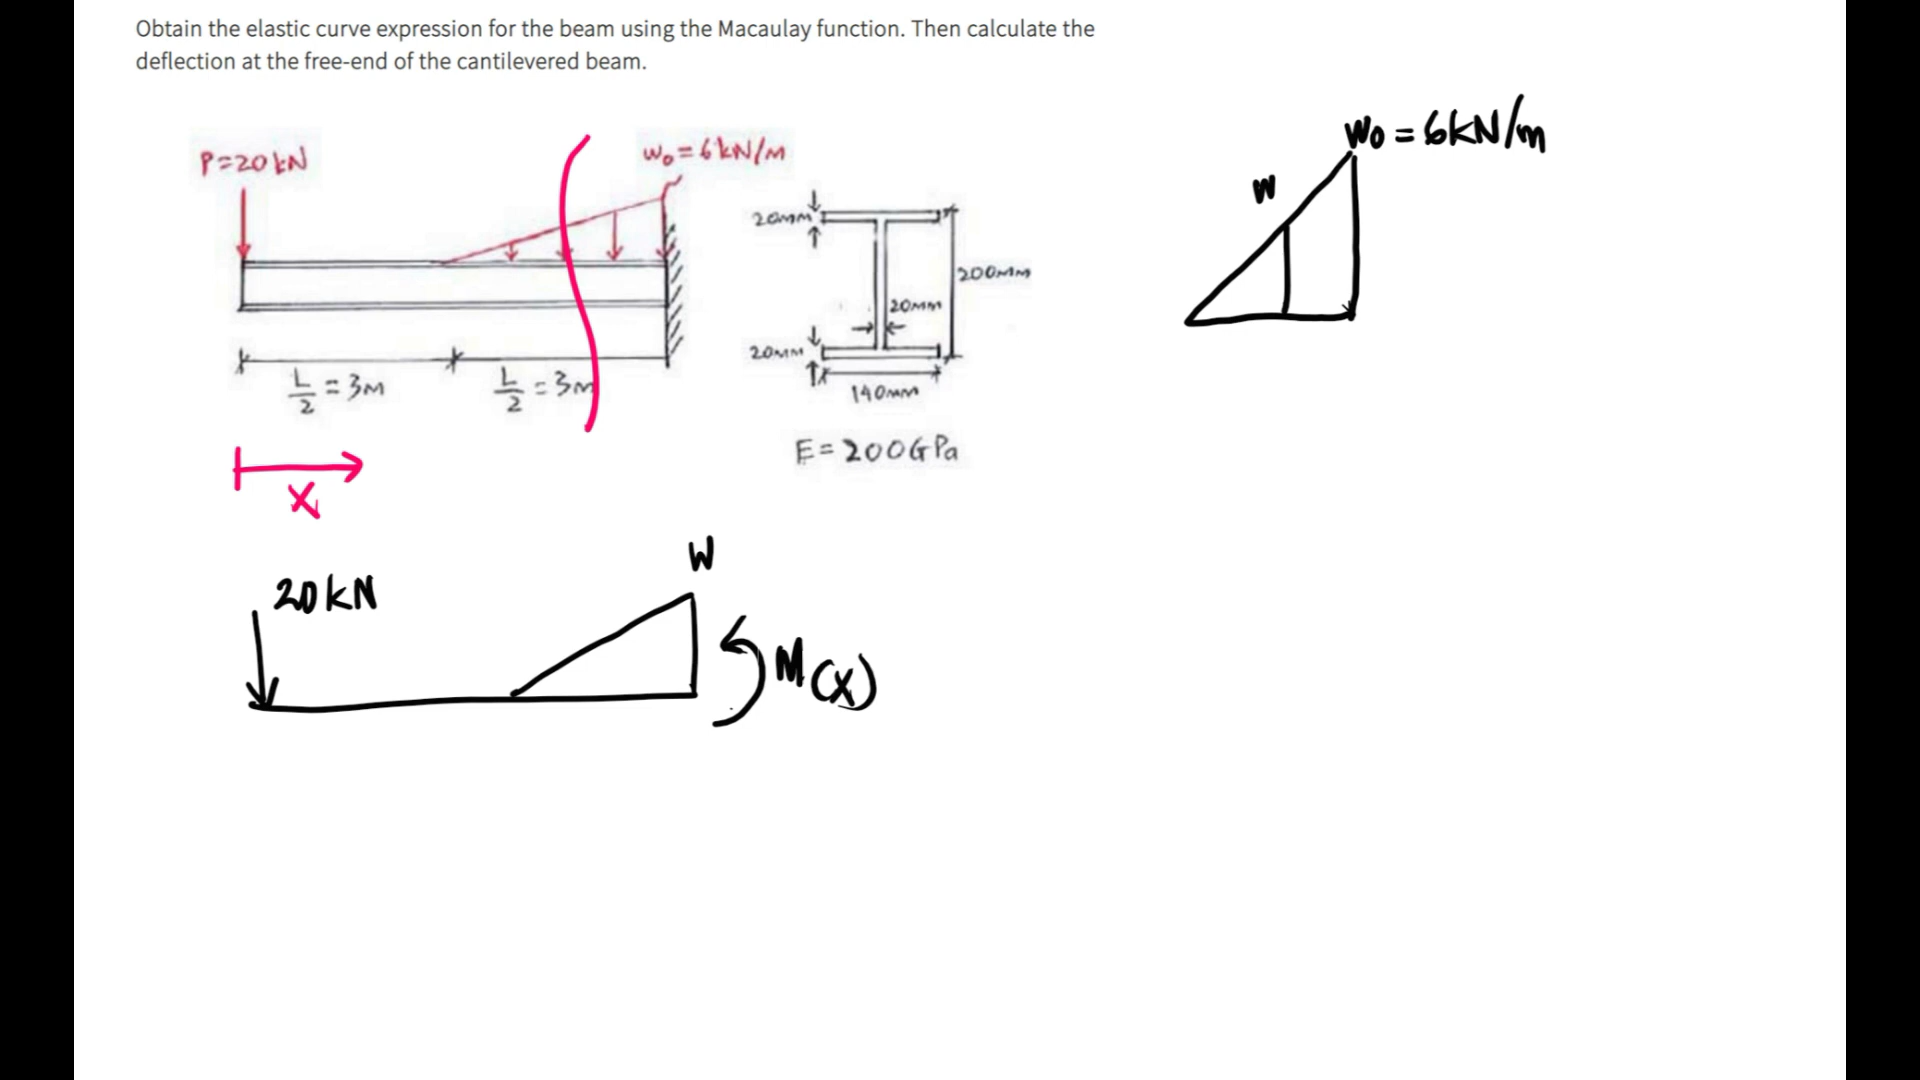 Obtain the elastic curve expression for the beam using the Macaulay function. Then calculate the
deflection at the free-end of the cantilevered beam.
P=20kN
w₀=6kN/m
20mm
200mm
20mm
20mm
140mm
L/2 = 3m
L/2 = 3m
E=200GPa
x
W₀=6kN/m
W
20kN
W
M(x)